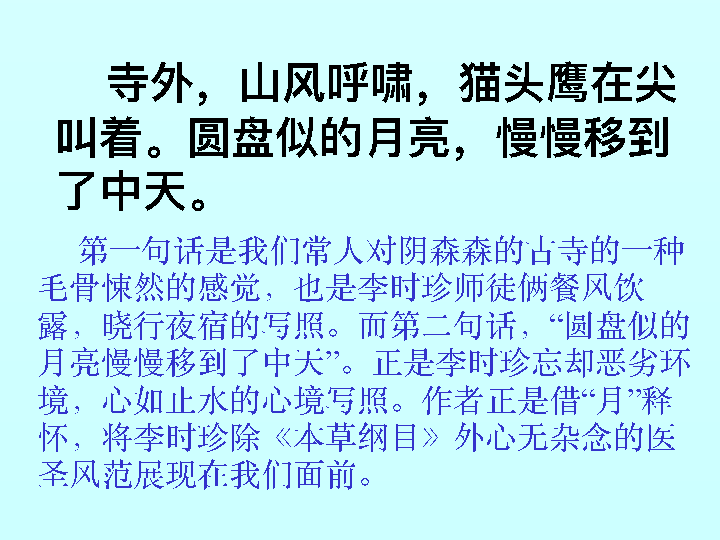 寺外，山风呼啸，猫头鹰在尖
叫着。圆盘似的月亮，慢慢移到
了中天。
第一句话是我们常人对阴森森的古寺的一种
毛骨悚然的感觉，也是李时珍师徒俩餐风饮
露，晓行夜宿的写照。而第二句话，“圆盘似的
月亮慢慢移到了中天”。正是李时珍忘却恶劣环
境，心如止水的心境写照。作者正是借“月”释
怀，将李时珍除《本草纲目》外心无杂念的医
圣风范展现在我们面前。